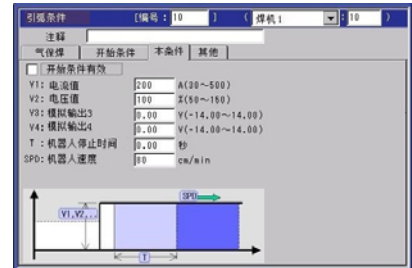 引弧条件 [编号: 10 ] ( 焊机1 : 10 )
注释
气保焊 开始条件 本条件 其他
开始条件有效
V1: 电流值 200 A(30~500)
V2: 电压值 100 %(50~150)
V3: 模拟输出3 0.00 V(-14.00~14.00)
V4: 模拟输出4 0.00 V(-14.00~14.00)
T : 机器人停止时间 0.00 秒
SPD: 机器人速度 80 cm/min
SPD
V1,V2,...
T